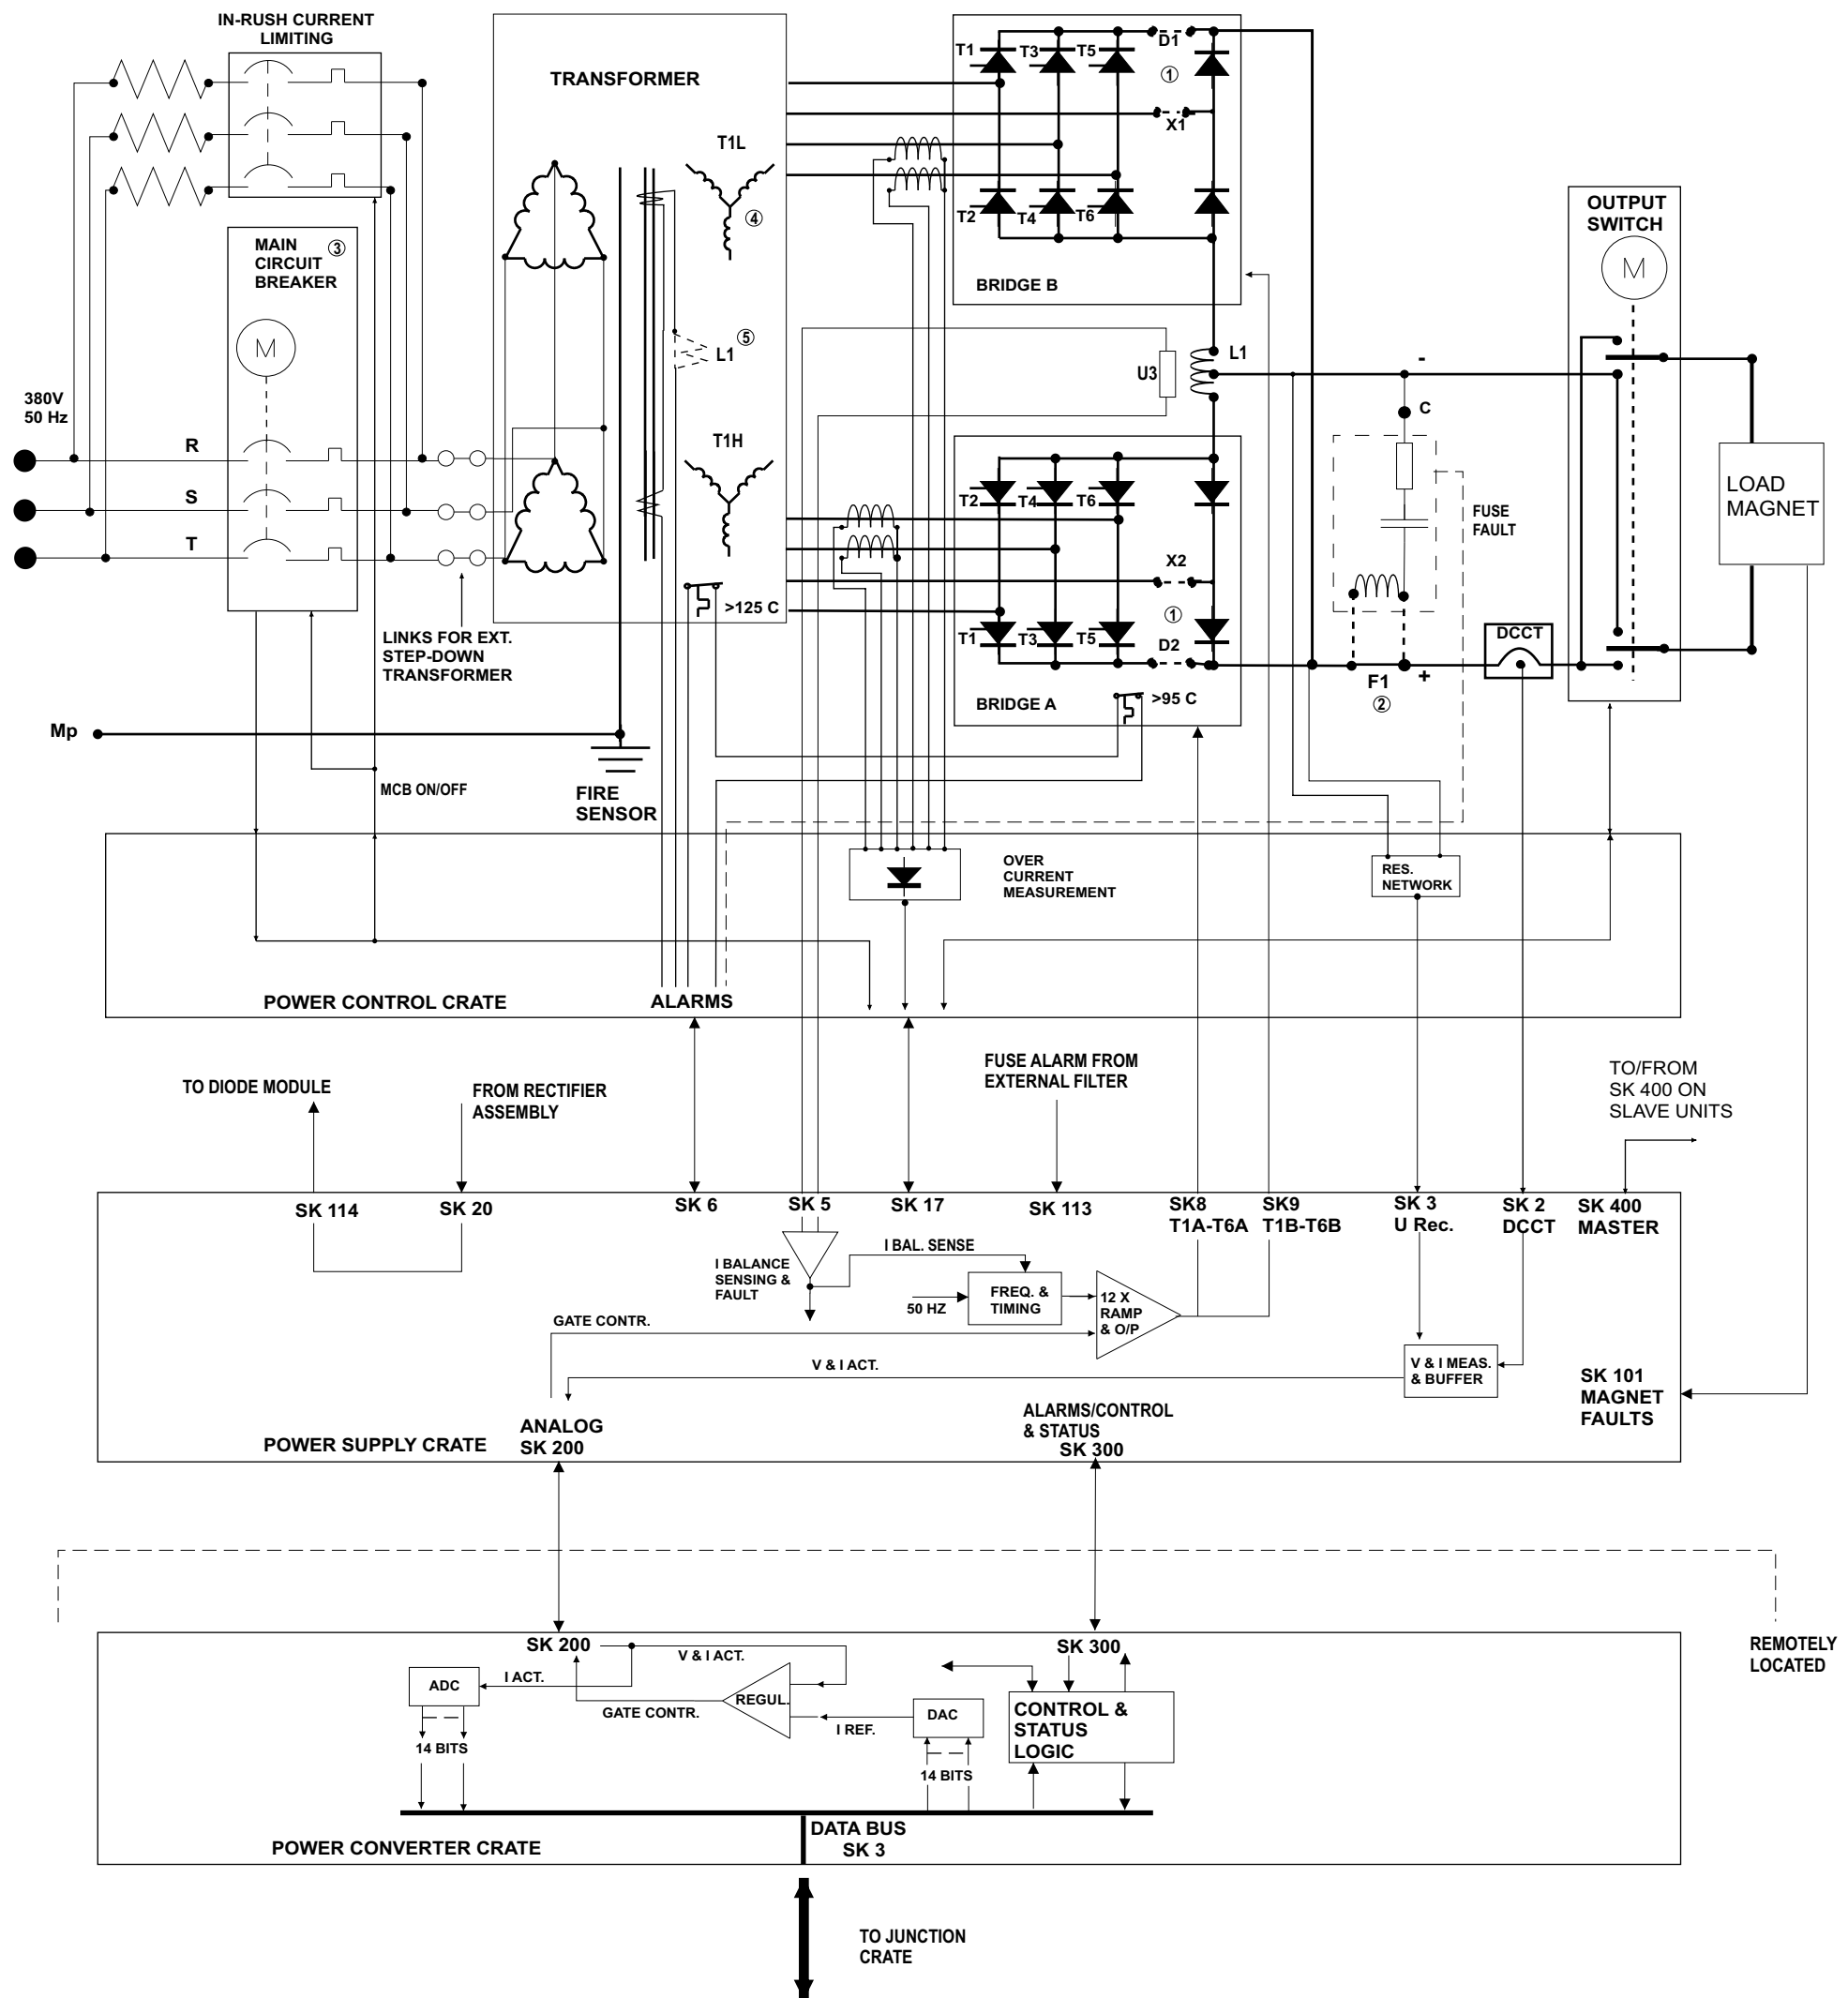 IN-RUSH CURRENT
LIMITING
TRANSFORMER
T1 T3 T5 D1
①
X1
T1L
④
T2 T4 T6
BRIDGE B
OUTPUT
SWITCH
M
MAIN ③
CIRCUIT
BREAKER
M
L1 ⑤
U3
L1
-
C
380V
50 Hz
R
S
T
T1H
T2 T4 T6
X2
①
T1 T3 T5
D2
>125 C
FUSE
FAULT
LOAD
MAGNET
DCCT
LINKS FOR EXT.
STEP-DOWN
TRANSFORMER
BRIDGE A
>95 C
F1 +
②
Mp
MCB ON/OFF
FIRE
SENSOR
OVER
CURRENT
MEASUREMENT
RES.
NETWORK
POWER CONTROL CRATE
ALARMS
TO DIODE MODULE
FROM RECTIFIER
ASSEMBLY
FUSE ALARM FROM
EXTERNAL FILTER
TO/FROM
SK 400 ON
SLAVE UNITS
SK 114
SK 20
SK 6
SK 5
SK 17
SK 113
SK8
T1A-T6A
SK9
T1B-T6B
SK 3
U Rec.
SK 2
DCCT
SK 400
MASTER
I BALANCE
SENSING &
FAULT
I BAL. SENSE
50 HZ
FREQ. &
TIMING
12 X
RAMP
& O/P
GATE CONTR.
V & I ACT.
V & I MEAS.
& BUFFER
SK 101
MAGNET
FAULTS
POWER SUPPLY CRATE
ANALOG
SK 200
ALARMS/CONTROL
& STATUS
SK 300
REMOTELY
LOCATED
SK 200
V & I ACT.
SK 300
ADC
I ACT.
GATE CONTR.
REGUL.
I REF.
DAC
CONTROL &
STATUS
LOGIC
14 BITS
14 BITS
DATA BUS
SK 3
POWER CONVERTER CRATE
TO JUNCTION
CRATE